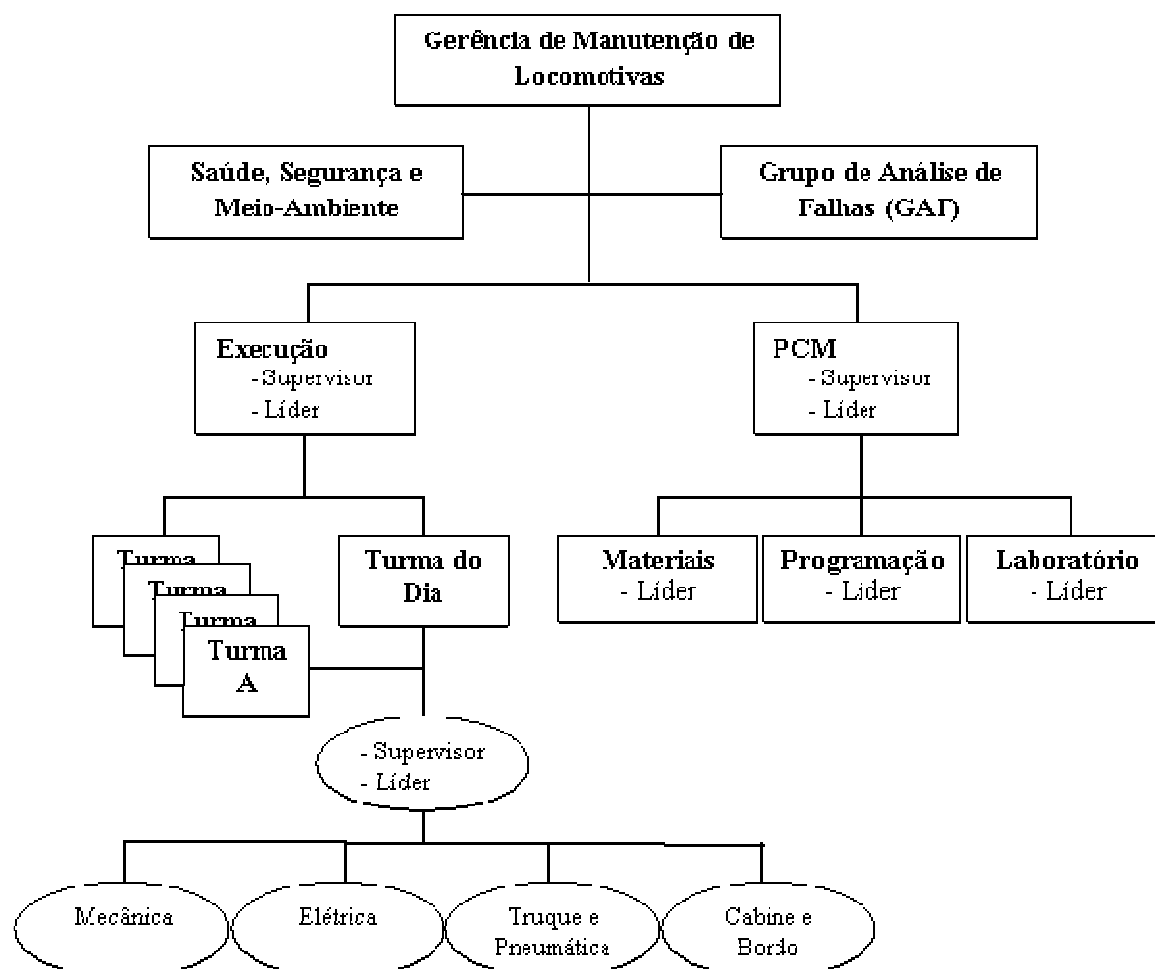 Gerência de Manutenção de
Locomotivas
Saúde, Segurança e
Meio-Ambiente
Grupo de Análise de
Falhas (GAF)
Execução
- Supervisor
- Líder
PCM
- Supervisor
- Líder
Turma
Turma
Turma
Turma
A
Turma do
Dia
Materiais
- Líder
Programação
- Líder
Laboratório
- Líder
- Supervisor
- Líder
Mecânica
Elétrica
Truque e
Pneumática
Cabine e
Bordo